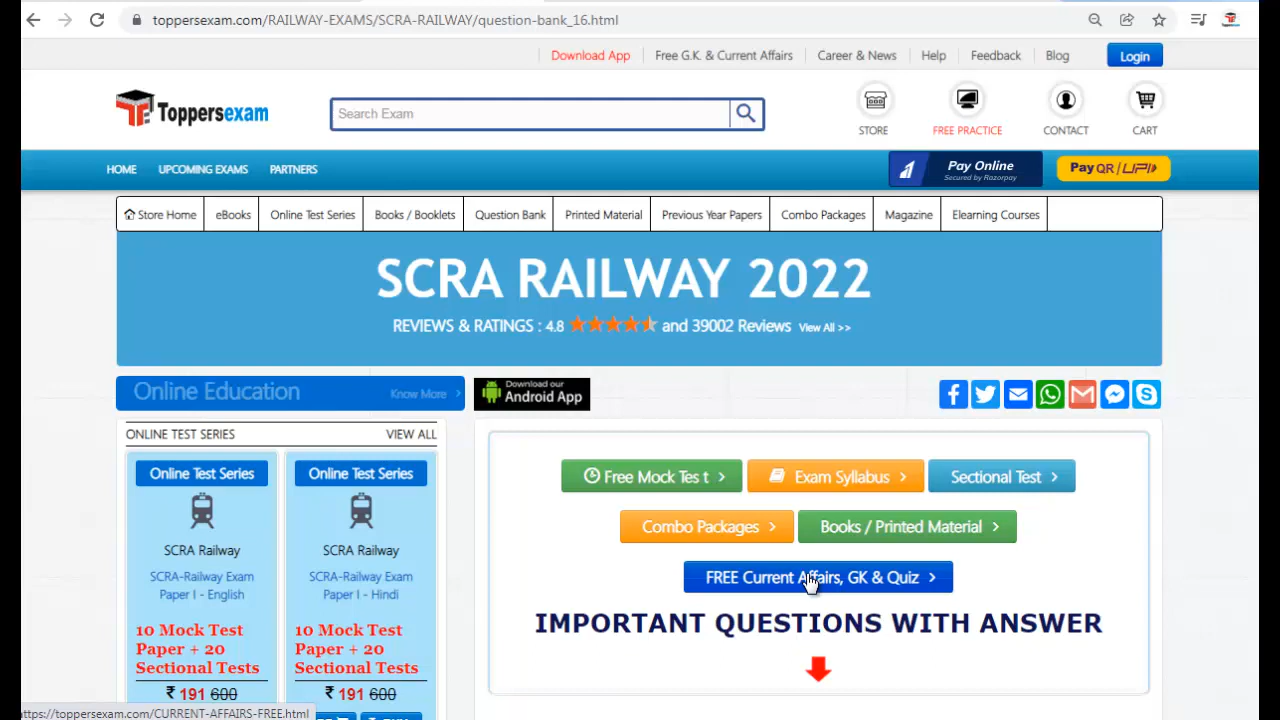 toppersexam.com/RAILWAY-EXAMS/SCRA-RAILWAY/question-bank_16.html
Download App Free G.K. & Current Affairs Career & News Help Feedback Blog Login
Toppersexam
Search Exam
STORE FREE PRACTICE CONTACT CART
HOME UPCOMING EXAMS PARTNERS
Pay Online
Secured by Razorpay
Pay QR / UPI
Store Home eBooks Online Test Series Books / Booklets Question Bank Printed Material Previous Year Papers Combo Packages Magazine Elearning Courses
SCRA RAILWAY 2022
REVIEWS & RATINGS : 4.8 and 39002 Reviews View All >>
Online Education Know More >
Download our
Android App
ONLINE TEST SERIES VIEW ALL
Online Test Series
SCRA Railway
SCRA-Railway Exam
Paper I - English
10 Mock Test
Paper + 20
Sectional Tests
₹ 191 600
Online Test Series
SCRA Railway
SCRA-Railway Exam
Paper I - Hindi
10 Mock Test
Paper + 20
Sectional Tests
₹ 191 600
Free Mock Tes t > Exam Syllabus > Sectional Test >
Combo Packages > Books / Printed Material >
FREE Current Affairs, GK & Quiz >
IMPORTANT QUESTIONS WITH ANSWER
https://toppersexam.com/CURRENT-AFFAIRS-FREE.html